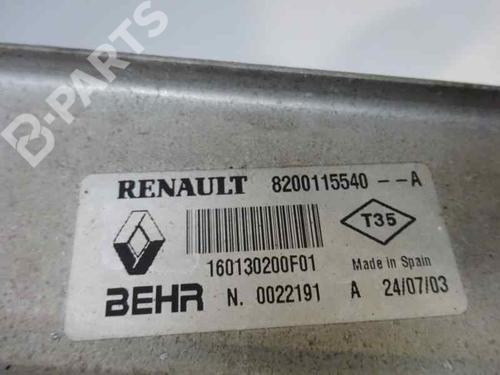 B-PARTS
RENAULT 8200115540 --A
T35
160130200F01 Made in Spain
BEHR N. 0022191 A 24/07/03